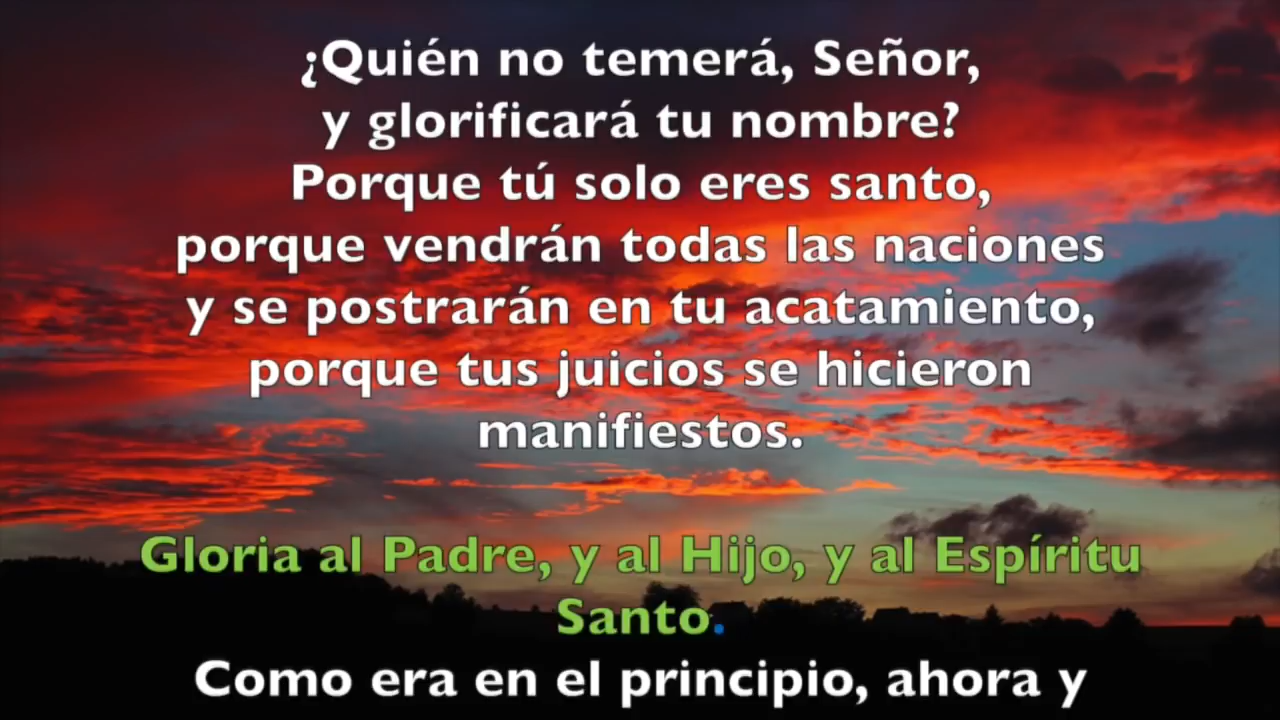 ¿Quién no temerá, Señor,
y glorificará tu nombre?
Porque tú solo eres santo,
porque vendrán todas las naciones
y se postrarán en tu acatamiento,
porque tus juicios se hicieron
manifiestos.
Gloria al Padre, y al Hijo, y al Espíritu
Santo.
Como era en el principio, ahora y